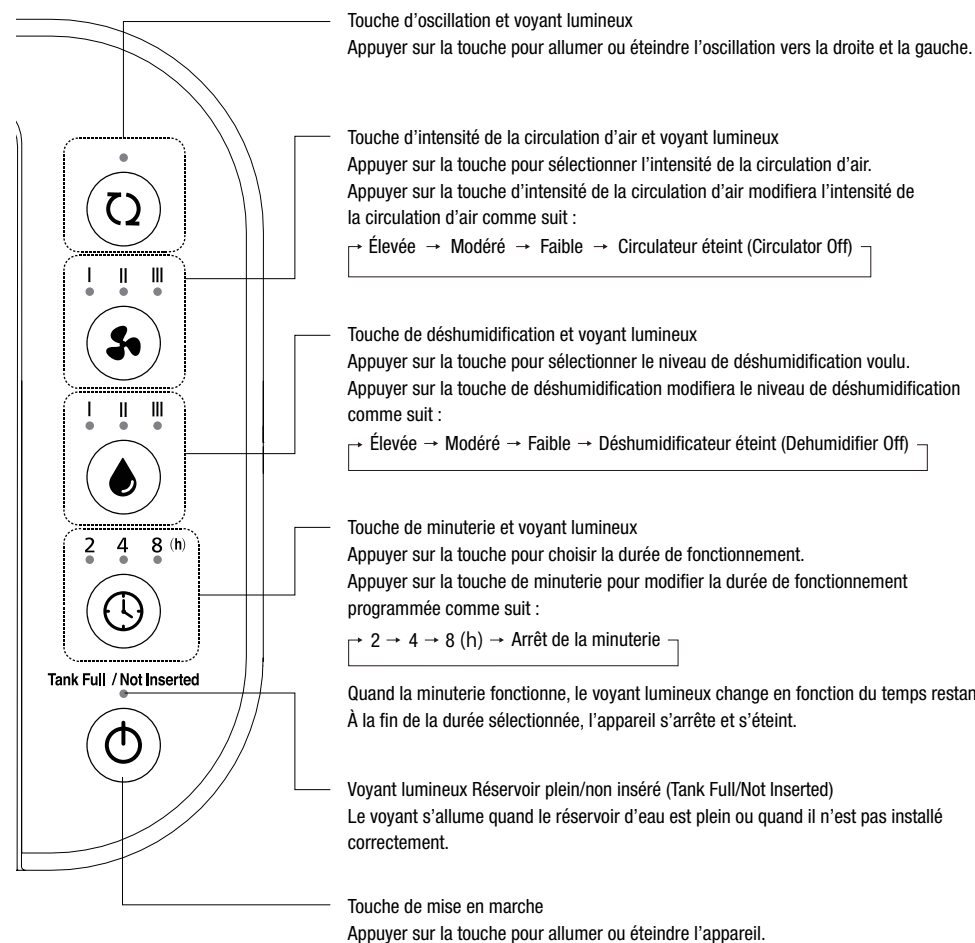 Touche d’oscillation et voyant lumineux
Appuyer sur la touche pour allumer ou éteindre l’oscillation vers la droite et la gauche.
Touche d’intensité de la circulation d’air et voyant lumineux
Appuyer sur la touche pour sélectionner l’intensité de la circulation d’air.
Appuyer sur la touche d’intensité de la circulation d’air modifiera l’intensité de
la circulation d’air comme suit :
→ Élevée → Modéré → Faible → Circulateur éteint (Circulator Off)
I II III
Touche de déshumidification et voyant lumineux
Appuyer sur la touche pour sélectionner le niveau de déshumidification voulu.
Appuyer sur la touche de déshumidification modifiera le niveau de déshumidification
comme suit :
→ Élevée → Modéré → Faible → Déshumidificateur éteint (Dehumidifier Off)
I II III
Touche de minuterie et voyant lumineux
Appuyer sur la touche pour choisir la durée de fonctionnement.
Appuyer sur la touche de minuterie pour modifier la durée de fonctionnement
programmée comme suit :
→ 2 → 4 → 8 (h) → Arrêt de la minuterie
2 4 8 (h)
Quand la minuterie fonctionne, le voyant lumineux change en fonction du temps
À la fin de la durée sélectionnée, l’appareil s’arrête et s’éteint.
Tank Full / Not Inserted
Voyant lumineux Réservoir plein/non inséré (Tank Full/Not Inserted)
Le voyant s’allume quand le réservoir d’eau est plein ou quand il n’est pas installé
correctement.
Touche de mise en marche
Appuyer sur la touche pour allumer ou éteindre l’appareil.